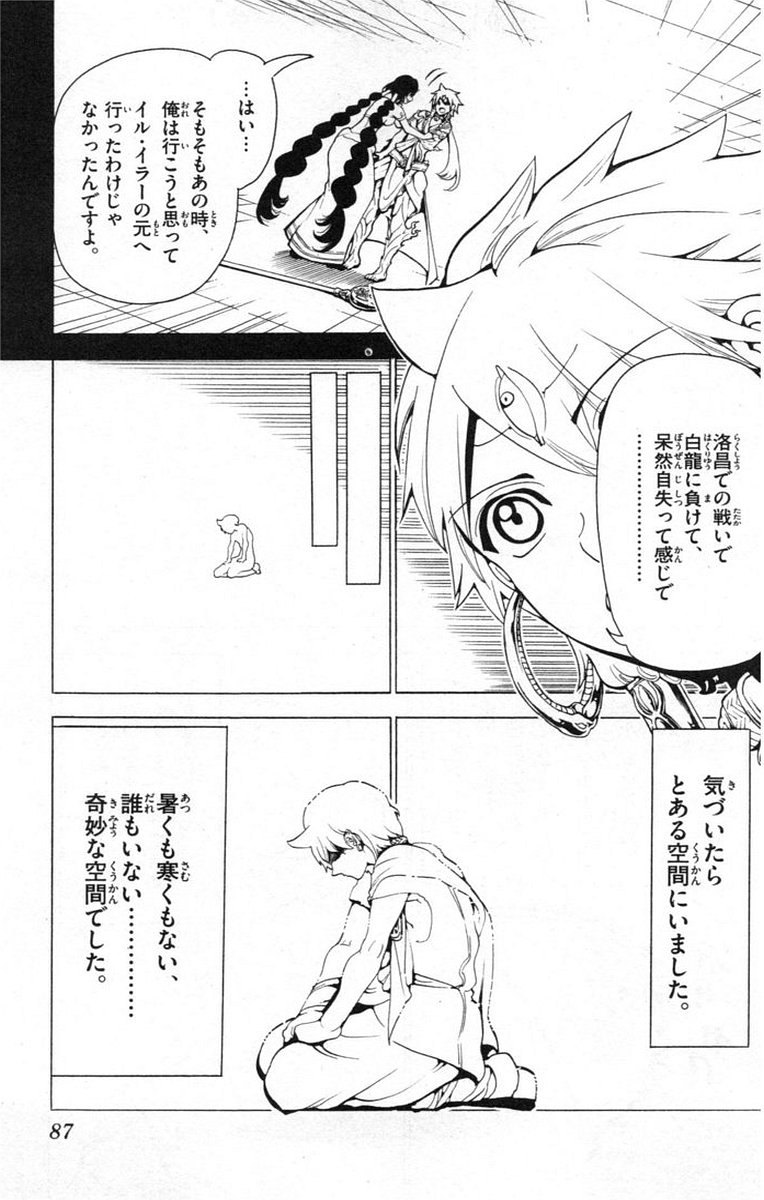 …はい…
そもそもあの時、
俺は行こうと思って
イル・イラーの元へ
行ったわけじゃ
なかったんですよ。
洛昌での戦いで
白龍に負けて、
呆然自失って感じで
……………
気づいたら
とある空間にいました。
暑くも寒くもない、
誰もいない……………
奇妙な空間でした。
87